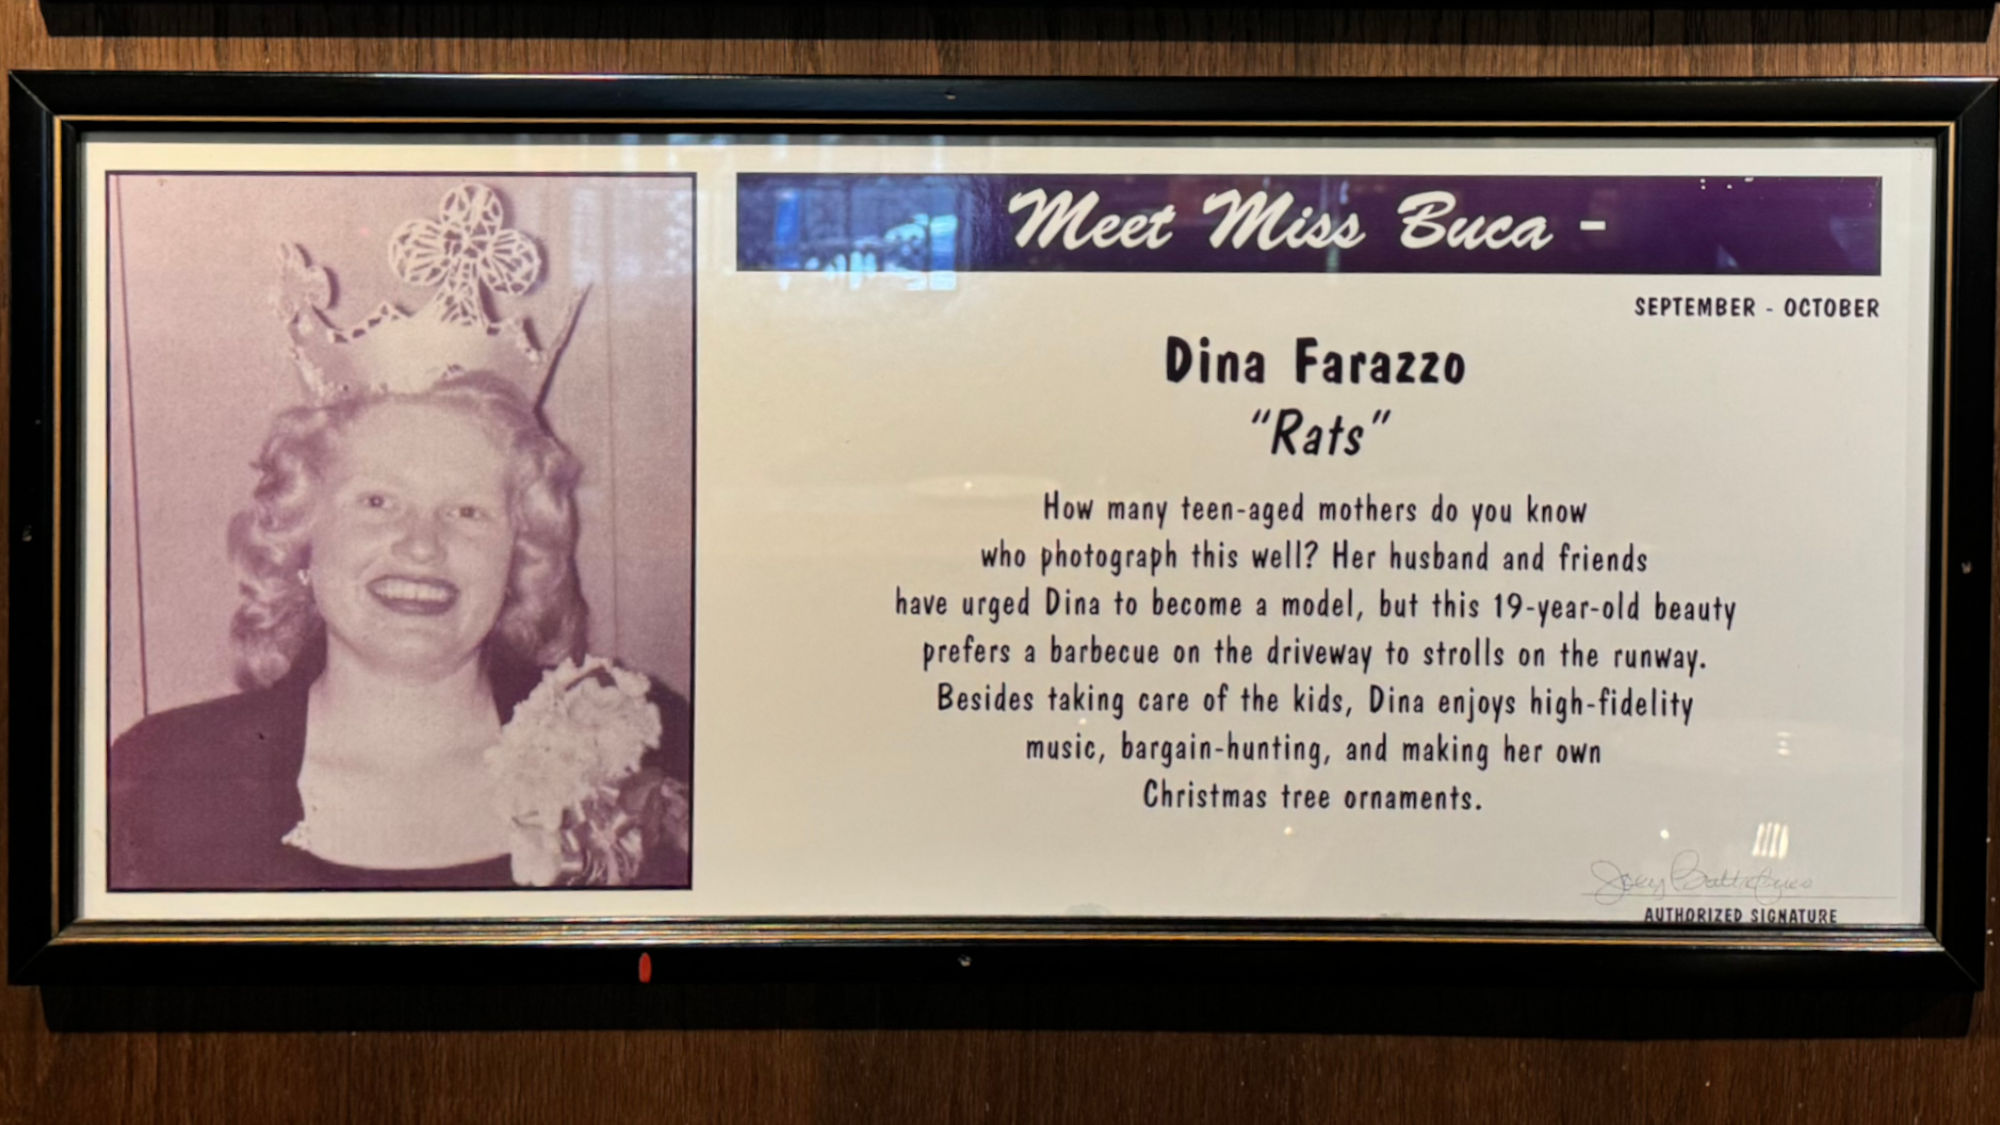 Meet Miss Buca -
SEPTEMBER - OCTOBER
Dina Farazzo
“Rats”
How many teen-aged mothers do you know
who photograph this well? Her husband and friends
have urged Dina to become a model, but this 19-year-old beauty
prefers a barbecue on the driveway to strolls on the runway.
Besides taking care of the kids, Dina enjoys high-fidelity
music, bargain-hunting, and making her own
Christmas tree ornaments.
Joey
AUTHORIZED SIGNATURE